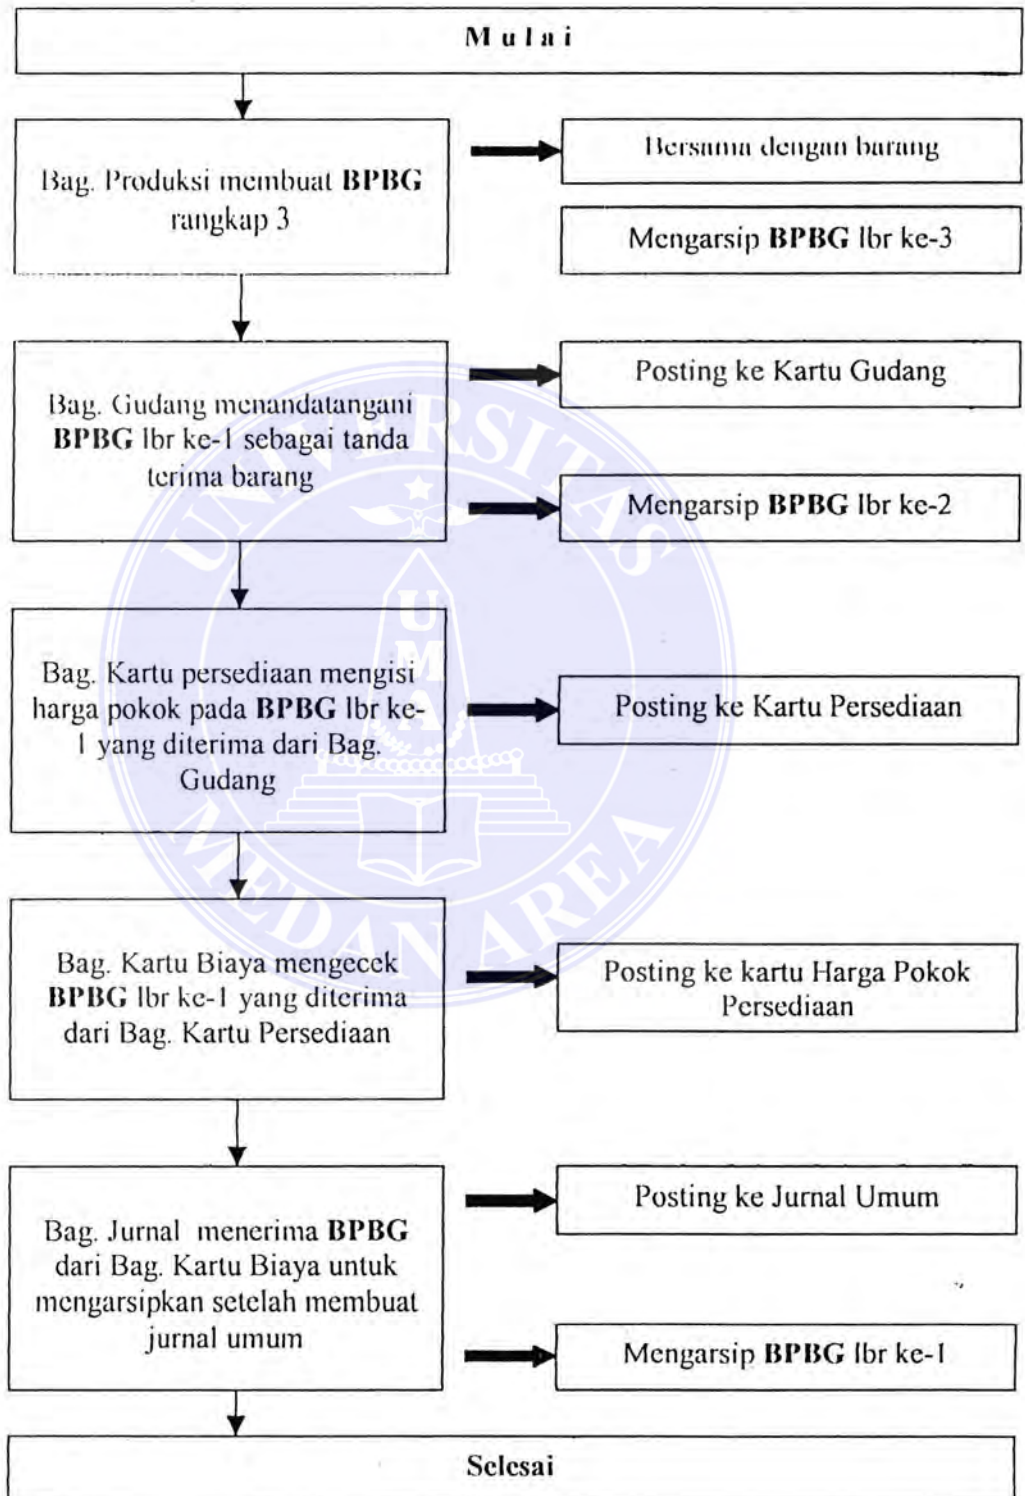 Mulai
Bag. Produksi membuat BPBG
rangkap 3
Bersama dengan barang
Mengarsip BPBG lbr ke-3
Bag. Gudang menandatangani
BPBG lbr ke-1 sebagai tanda
terima barang
Posting ke Kartu Gudang
Mengarsip BPBG lbr ke-2
Bag. Kartu persediaan mengisi
harga pokok pada BPBG lbr ke-
1 yang diterima dari Bag.
Gudang
Posting ke Kartu Persediaan
Bag. Kartu Biaya mengecek
BPBG lbr ke-1 yang diterima
dari Bag. Kartu Persediaan
Posting ke kartu Harga Pokok
Persediaan
Bag. Jurnal menerima BPBG
dari Bag. Kartu Biaya untuk
mengarsipkan setelah membuat
jurnal umum
Posting ke Jurnal Umum
Mengarsip BPBG lbr ke-1
Selesai
UNIVERSITAS
UMA
MEDAN AREA